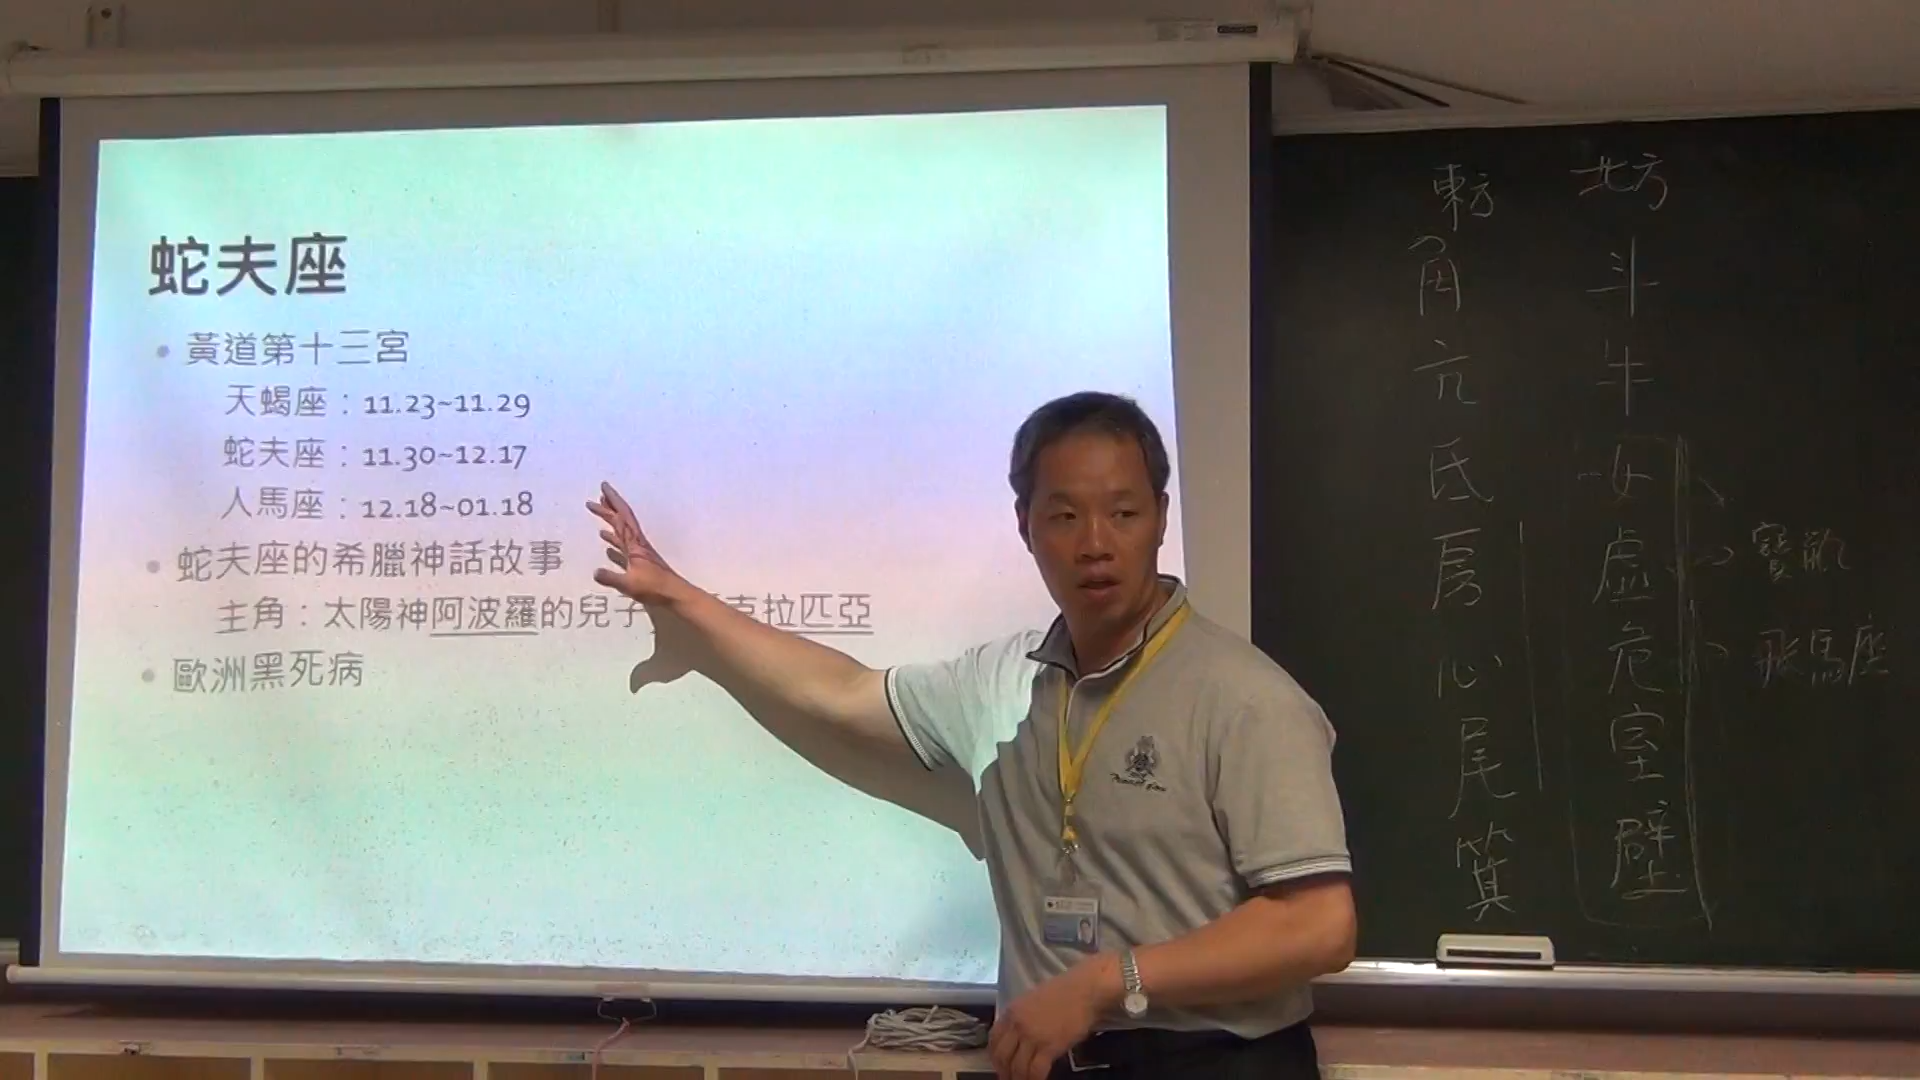 蛇夫座
• 黃道第十三宮
天蝎座：11.23~11.29
蛇夫座：11.30~12.17
人馬座：12.18~01.18
• 蛇夫座的希臘神話故事
主角：太陽神阿波羅的兒子 克拉匹亞
• 歐洲黑死病
東方
角
亢
氐
房
心
尾
箕
北方
斗
牛
女
虛
危
室
壁
寶瓶
飛馬座